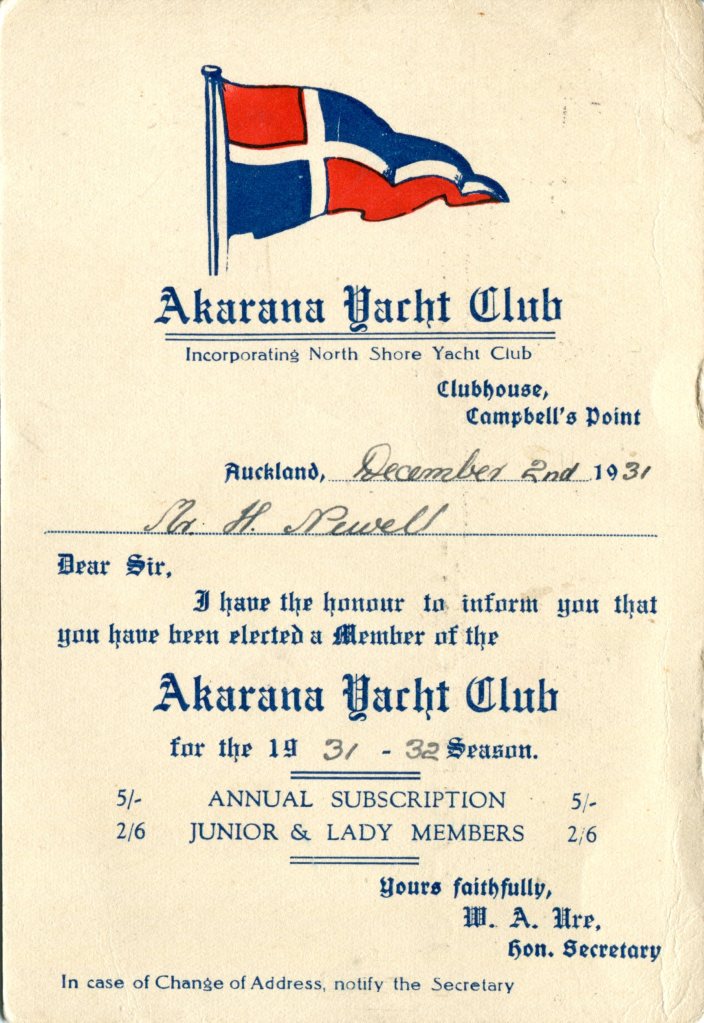 Akarana Yacht Club
Incorporating North Shore Yacht Club
Clubhouse,
Campbell's Point
Auckland, December 2nd 1931
Mr. H. Newell
Dear Sir,
I have the honour to inform you that
you have been elected a Member of the
Akarana Yacht Club
for the 19 31 - 32 Season.
5/- ANNUAL SUBSCRIPTION 5/-
2/6 JUNIOR & LADY MEMBERS 2/6
Yours faithfully,
W. A. Ure,
Hon. Secretary
In case of Change of Address, notify the Secretary